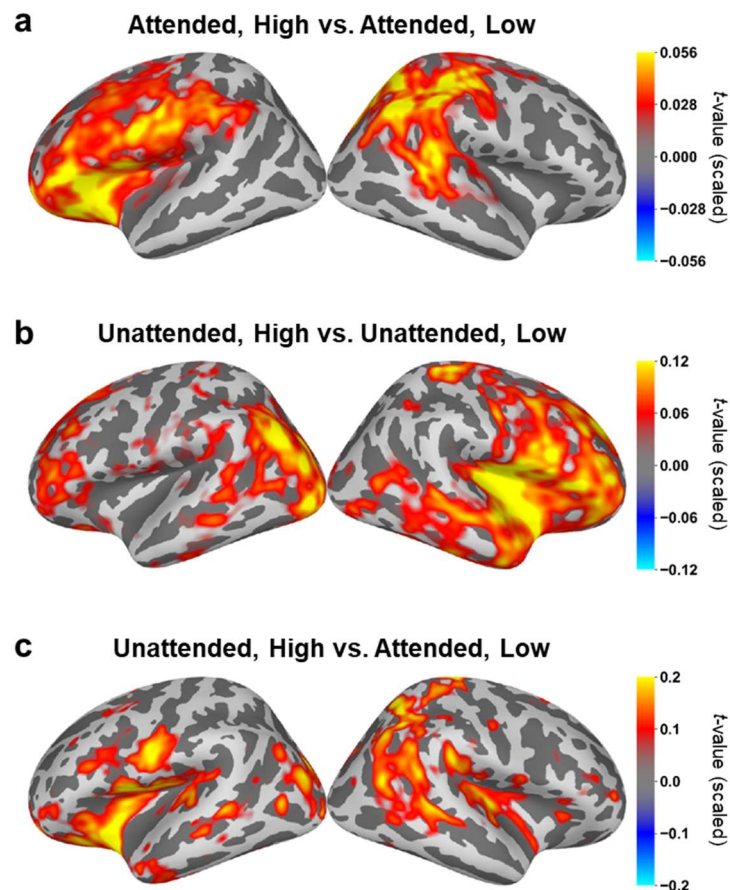 a
Attended, High vs. Attended, Low
0.056
0.028
0.000
−0.028
−0.056
t-value (scaled)
b
Unattended, High vs. Unattended, Low
0.12
0.06
0.00
−0.06
−0.12
t-value (scaled)
c
Unattended, High vs. Attended, Low
0.2
0.1
0.0
−0.1
−0.2
t-value (scaled)